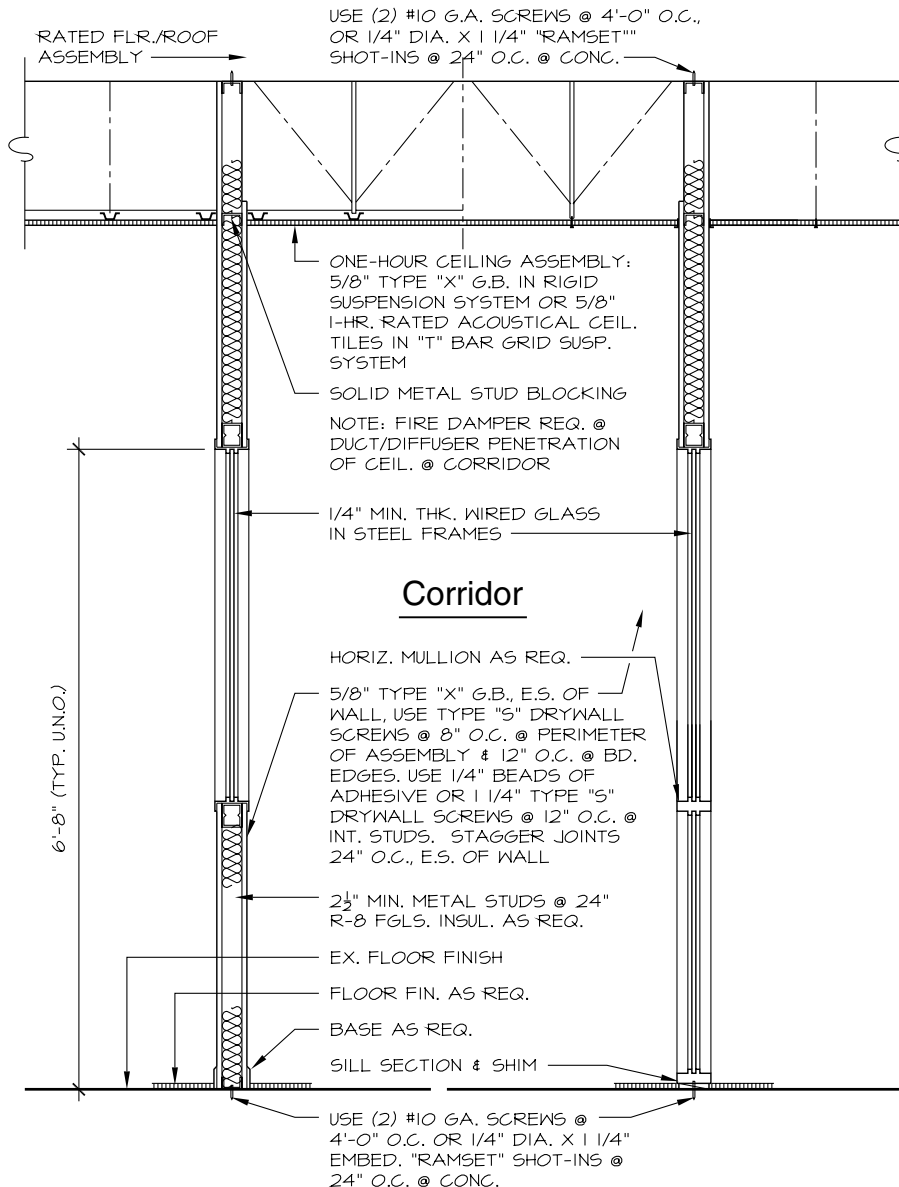 USE (2) #10 G.A. SCREWS @ 4'-0" O.C.,
OR 1/4" DIA. X 1 1/4" "RAMSET""
SHOT-INS @ 24" O.C. @ CONC.
RATED FLR./ROOF
ASSEMBLY
ONE-HOUR CEILING ASSEMBLY:
5/8" TYPE "X" G.B. IN RIGID
SUSPENSION SYSTEM OR 5/8"
1-HR. RATED ACOUSTICAL CEIL.
TILES IN "T" BAR GRID SUSP.
SYSTEM
SOLID METAL STUD BLOCKING
NOTE: FIRE DAMPER REQ. @
DUCT/DIFFUSER PENETRATION
OF CEIL. @ CORRIDOR
1/4" MIN. THK. WIRED GLASS
IN STEEL FRAMES
Corridor
HORIZ. MULLION AS REQ.
5/8" TYPE "X" G.B., E.S. OF
WALL, USE TYPE "S" DRYWALL
SCREWS @ 8" O.C. @ PERIMETER
OF ASSEMBLY & 12" O.C. @ BD.
EDGES. USE 1/4" BEADS OF
ADHESIVE OR 1 1/4" TYPE "S"
DRYWALL SCREWS @ 12" O.C. @
INT. STUDS. STAGGER JOINTS
24" O.C., E.S. OF WALL
6'-8" (TYP. U.N.O.)
2 1/2" MIN. METAL STUDS @ 24"
R-8 FGLS. INSUL. AS REQ.
EX. FLOOR FINISH
FLOOR FIN. AS REQ.
BASE AS REQ.
SILL SECTION & SHIM
USE (2) #10 GA. SCREWS @
4'-0" O.C. OR 1/4" DIA. X 1 1/4"
EMBED. "RAMSET" SHOT-INS @
24" O.C. @ CONC.